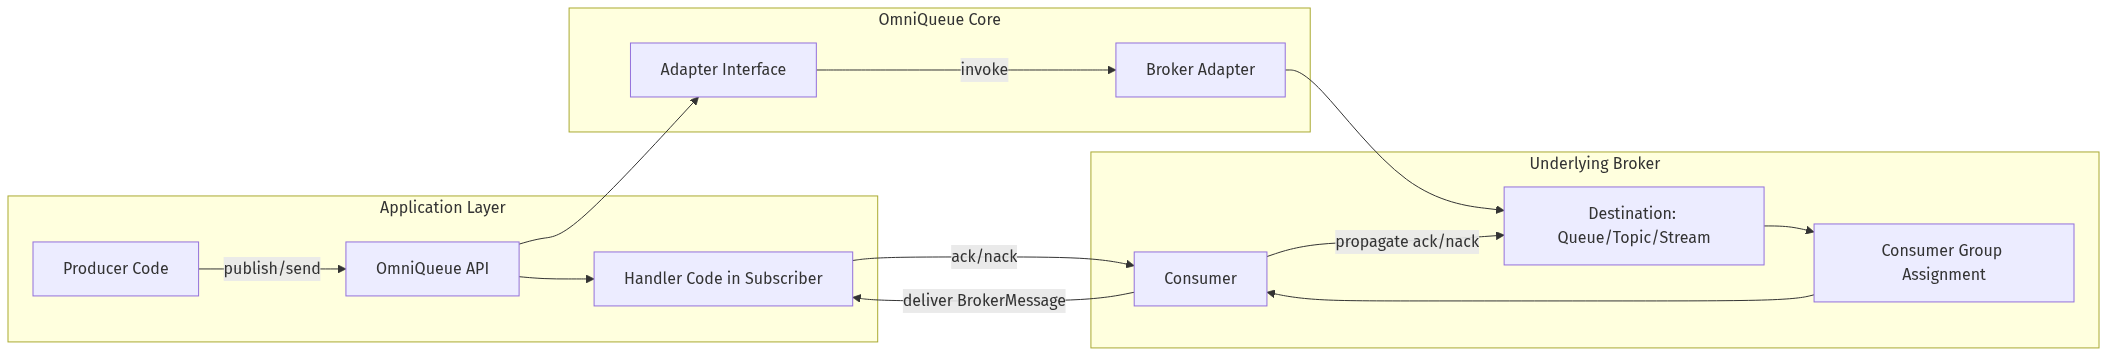 OmniQueue Core
Adapter Interface
invoke
Broker Adapter
Application Layer
Producer Code
publish/send
OmniQueue API
Handler Code in Subscriber
ack/nack
deliver BrokerMessage
Underlying Broker
Consumer
propagate ack/nack
Destination:
Queue/Topic/Stream
Consumer Group
Assignment